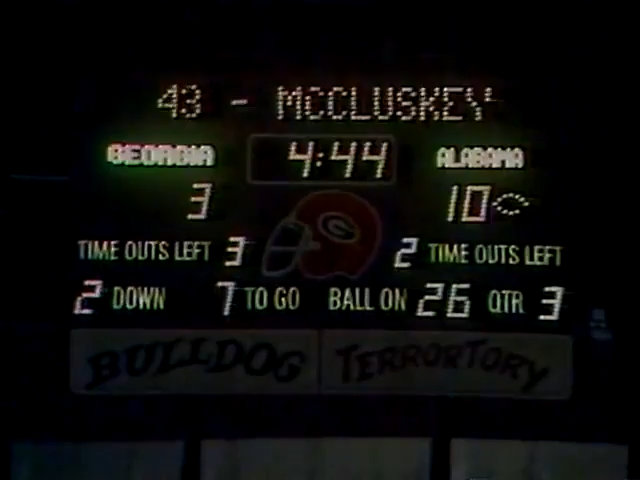 43 - MCCLUSKEY
GEORGIA 4:44 ALABAMA
3 G 10
TIME OUTS LEFT 3 2 TIME OUTS LEFT
2 DOWN 7 TO GO BALL ON 26 QTR 3
BULLDOG TERRORTORY